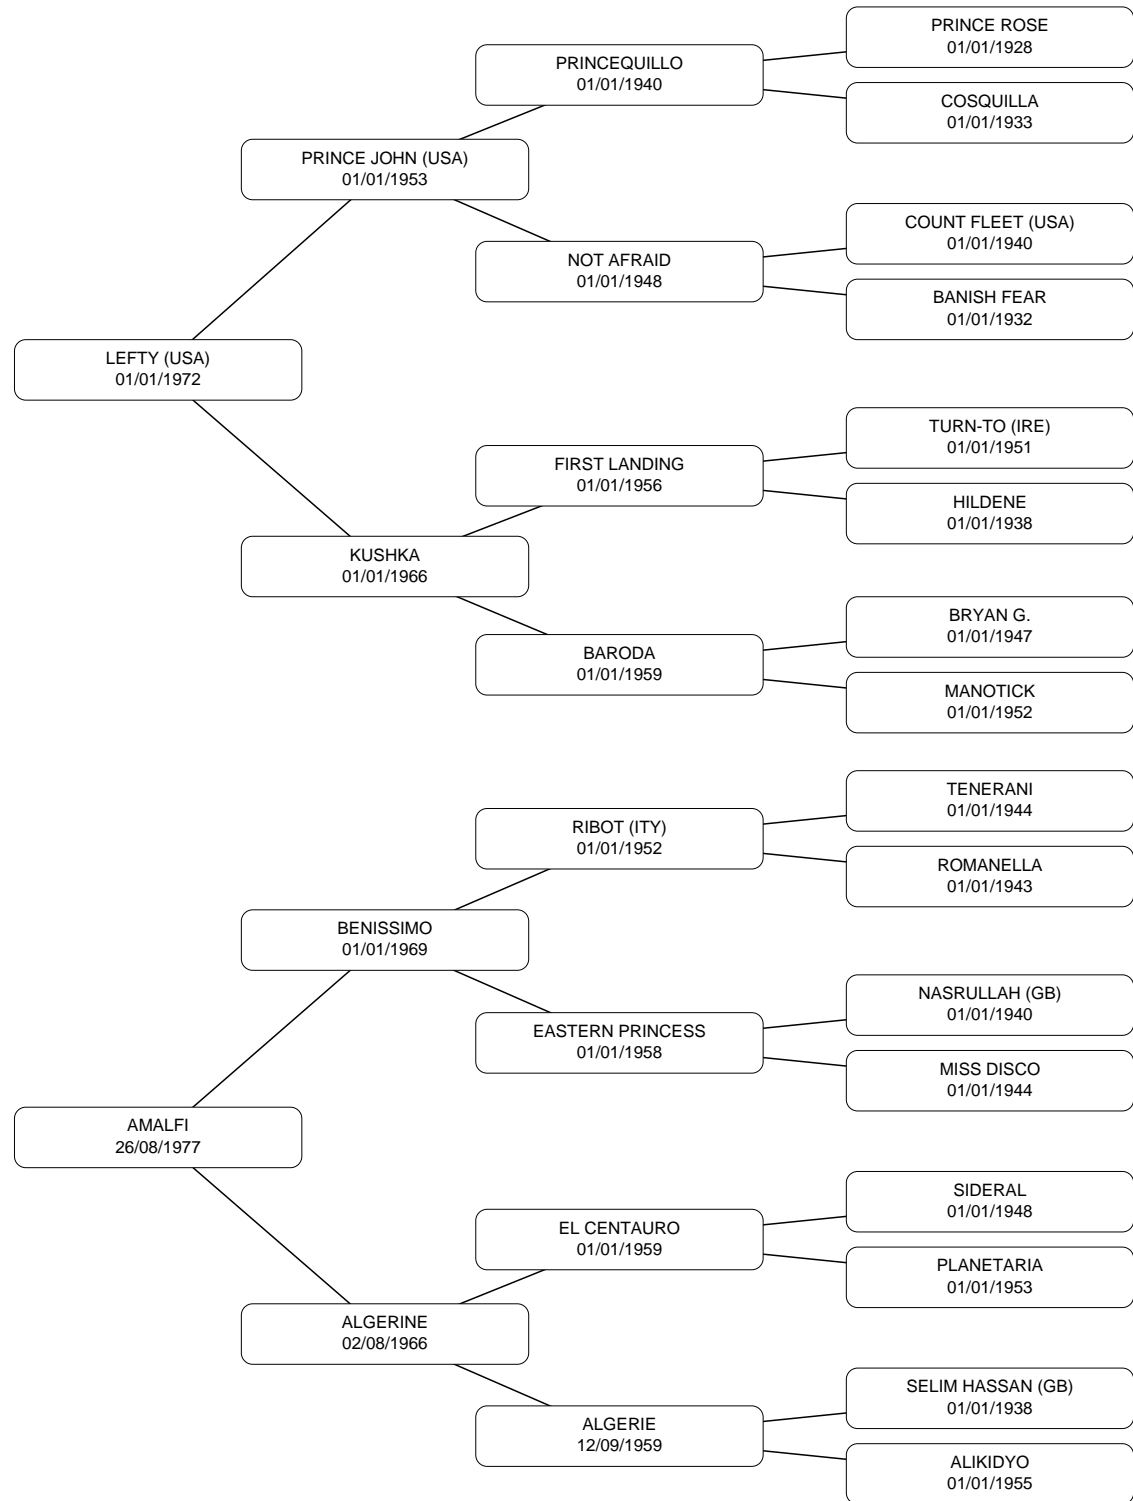 PRINCE ROSE
01/01/1928
PRINCEQUILLO
01/01/1940
COSQUILLA
01/01/1933
PRINCE JOHN (USA)
01/01/1953
COUNT FLEET (USA)
01/01/1940
NOT AFRAID
01/01/1948
BANISH FEAR
01/01/1932
LEFTY (USA)
01/01/1972
TURN-TO (IRE)
01/01/1951
FIRST LANDING
01/01/1956
HILDENE
01/01/1938
KUSHKA
01/01/1966
BRYAN G.
01/01/1947
BARODA
01/01/1959
MANOTICK
01/01/1952
TENERANI
01/01/1944
RIBOT (ITY)
01/01/1952
ROMANELLA
01/01/1943
BENISSIMO
01/01/1969
NASRULLAH (GB)
01/01/1940
EASTERN PRINCESS
01/01/1958
MISS DISCO
01/01/1944
AMALFI
26/08/1977
SIDERAL
01/01/1948
EL CENTAURO
01/01/1959
PLANETARIA
01/01/1953
ALGERINE
02/08/1966
SELIM HASSAN (GB)
01/01/1938
ALGERIE
12/09/1959
ALIKIDYO
01/01/1955